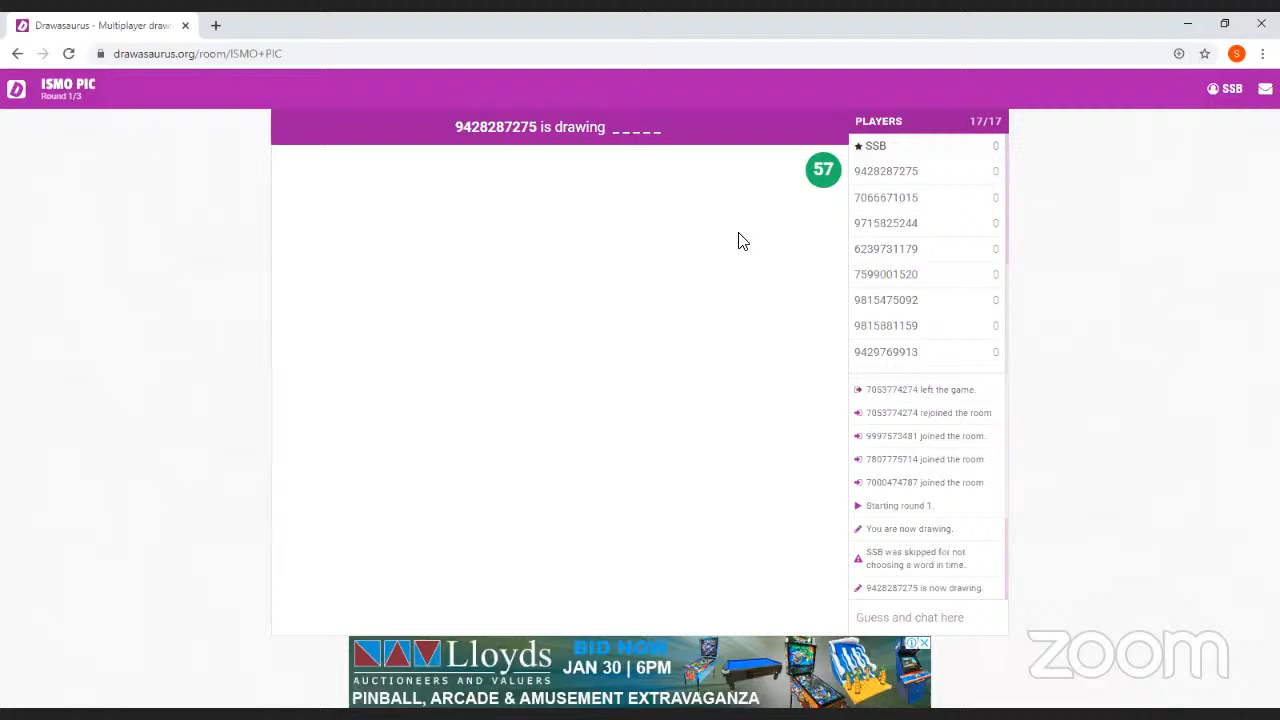 Drawasaurus - Multiplayer draw
drawasaurus.org/room/ISMO+PIC
S
ISMO PIC
Round 1/3
SSB
9428287275 is drawing _ _ _ _ _
57
PLAYERS 17/17
SSB 0
9428287275 0
7066671015 0
9715825244 0
6239731179 0
7599001520 0
9815475092 0
9815881159 0
9429769913 0
7053774274 left the game.
7053774274 rejoined the room
9997573481 joined the room.
7807775714 joined the room
7000474787 joined the room
Starting round 1.
You are now drawing.
SSB was skipped for not
choosing a word in time.
9428287275 is now drawing.
Guess and chat here
Lloyds
AUCTIONEERS AND VALUERS
BID NOW
JAN 30 | 6PM
PINBALL, ARCADE & AMUSEMENT EXTRAVAGANZA
zoom